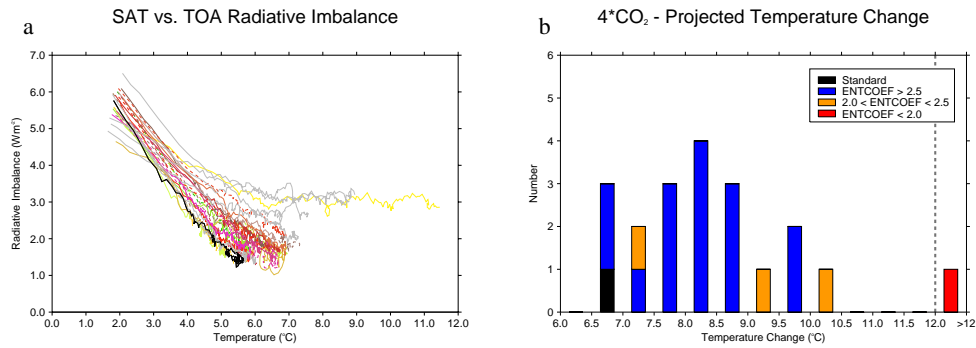 SAT vs. TOA Radiative Imbalance
a
7.0
6.0
5.0
4.0
3.0
2.0
1.0
0.0
Radiative Imbalance (Wm⁻²)
0.0 1.0 2.0 3.0 4.0 5.0 6.0 7.0 8.0 9.0 10.0 11.0 12.0
Temperature (°C)
4*CO₂ - Projected Temperature Change
b
6
5
4
3
2
1
0
Number
Standard
ENTCOEF > 2.5
2.0 < ENTCOEF < 2.5
ENTCOEF < 2.0
6.0 6.5 7.0 7.5 8.0 8.5 9.0 9.5 10.0 10.5 11.0 11.5 12.0 >12
Temperature Change (°C)